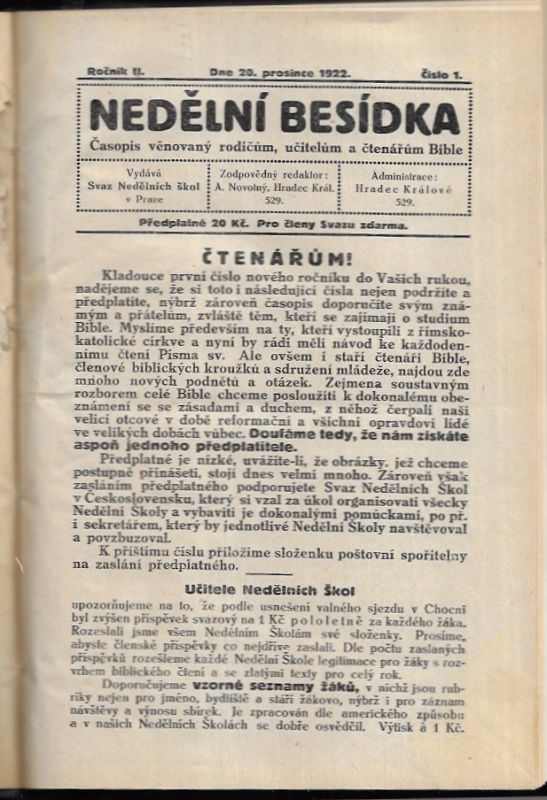 Ročník II. Dne 20. prosince 1922. Číslo 1.
NEDĚLNÍ BESÍDKA
Časopis věnovaný rodičům, učitelům a čtenářům Bible
Vydává
Svaz Nedělních škol
v Praze
Zodpovědný redaktor:
A. Novotný, Hradec Král.
529.
Administrace:
Hradec Králové
529.
Předplatné 20 Kč. Pro členy Svazu zdarma.
ČTENÁŘŮM!
Kladouce první číslo nového ročníku do Vašich rukou,
nadějeme se, že si toto i následující čísla nejen podržíte a
předplatíte, nýbrž zároveň časopis doporučíte svým zná-
mým a přátelům, zvláště těm, kteří se zajímají o studium
Bible. Myslíme především na ty, kteří vystoupili z římsko-
katolické církve a nyní by rádi měli návod ke každoden-
nímu čtení Písma sv. Ale ovšem i staří čtenáři Bible,
členové biblických kroužků a sdružení mládeže, najdou zde
mnoho nových podnětů a otázek. Zejmena soustavným
rozborem celé Bible chceme posloužiti k dokonalému obe-
známení se se zásadami a duchem, z něhož čerpali naši
velicí otcové v době reformační a všichni opravdoví lidé
ve velikých dobách vůbec. Doufáme tedy, že nám získáte
aspoň jednoho předplatitele.
Předplatné je nízké, uvážíte-li, že obrázky, jež chceme
postupně přinášeti, stojí dnes velmi mnoho. Zároveň však
zasláním předplatného podporujete Svaz Nedělních Škol
v Československu, který si vzal za úkol organisovati všecky
Nedělní Školy a vybaviti je dokonalými pomůckami, po př.
i sekretářem, který by jednotlivé Nedělní Školy navštěvoval
a povzbuzoval.
K příštímu číslu přiložíme složenku poštovní spořitelny
na zaslání předplatného.
Učitele Nedělních Škol
upozorňujeme na to, že podle usnešení valného sjezdu v Chocni
byl zvýšen příspěvek svazový na 1 Kč pololetně za každého žáka.
Rozeslali jsme všem Nedělním Školám své složenky. Prosíme,
abyste členské příspěvky co nejdříve zaslali. Dle počtu zaslaných
příspěvků rozešleme každé Nedělní Škole legitimace pro žáky s roz-
vrhem biblického čtení a se zlatými texty pro celý rok.
Doporučujeme vzorné seznamy žáků, v nichž jsou rub-
riky nejen pro jméno, bydliště a stáří žákovo, nýbrž i pro záznam
návštěvy a výnosu sbírek. Je zpracován dle amerického způsobu
a v našich Nedělních Školách se dobře osvědčil. Výtisk à 1 Kč.